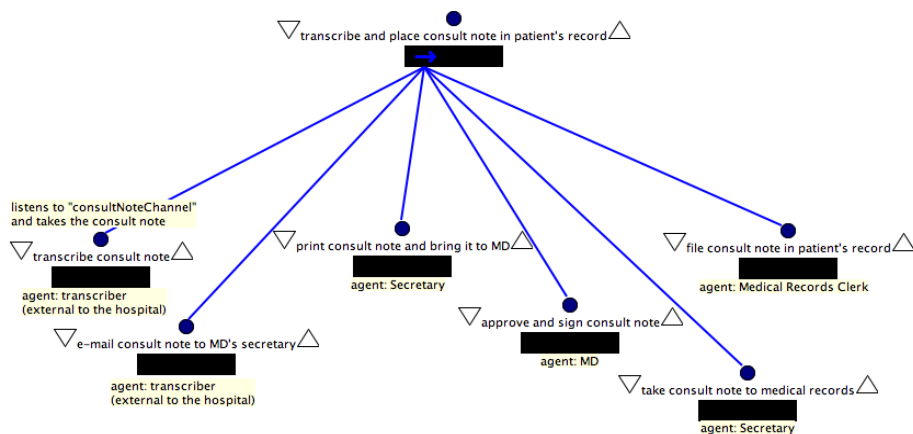 transcribe and place consult note in patient's record
listens to "consultNoteChannel"
and takes the consult note
transcribe consult note
agent: transcriber
(external to the hospital)
e-mail consult note to MD's secretary
agent: transcriber
(external to the hospital)
print consult note and bring it to MD
agent: Secretary
approve and sign consult note
agent: MD
take consult note to medical records
agent: Secretary
file consult note in patient's record
agent: Medical Records Clerk